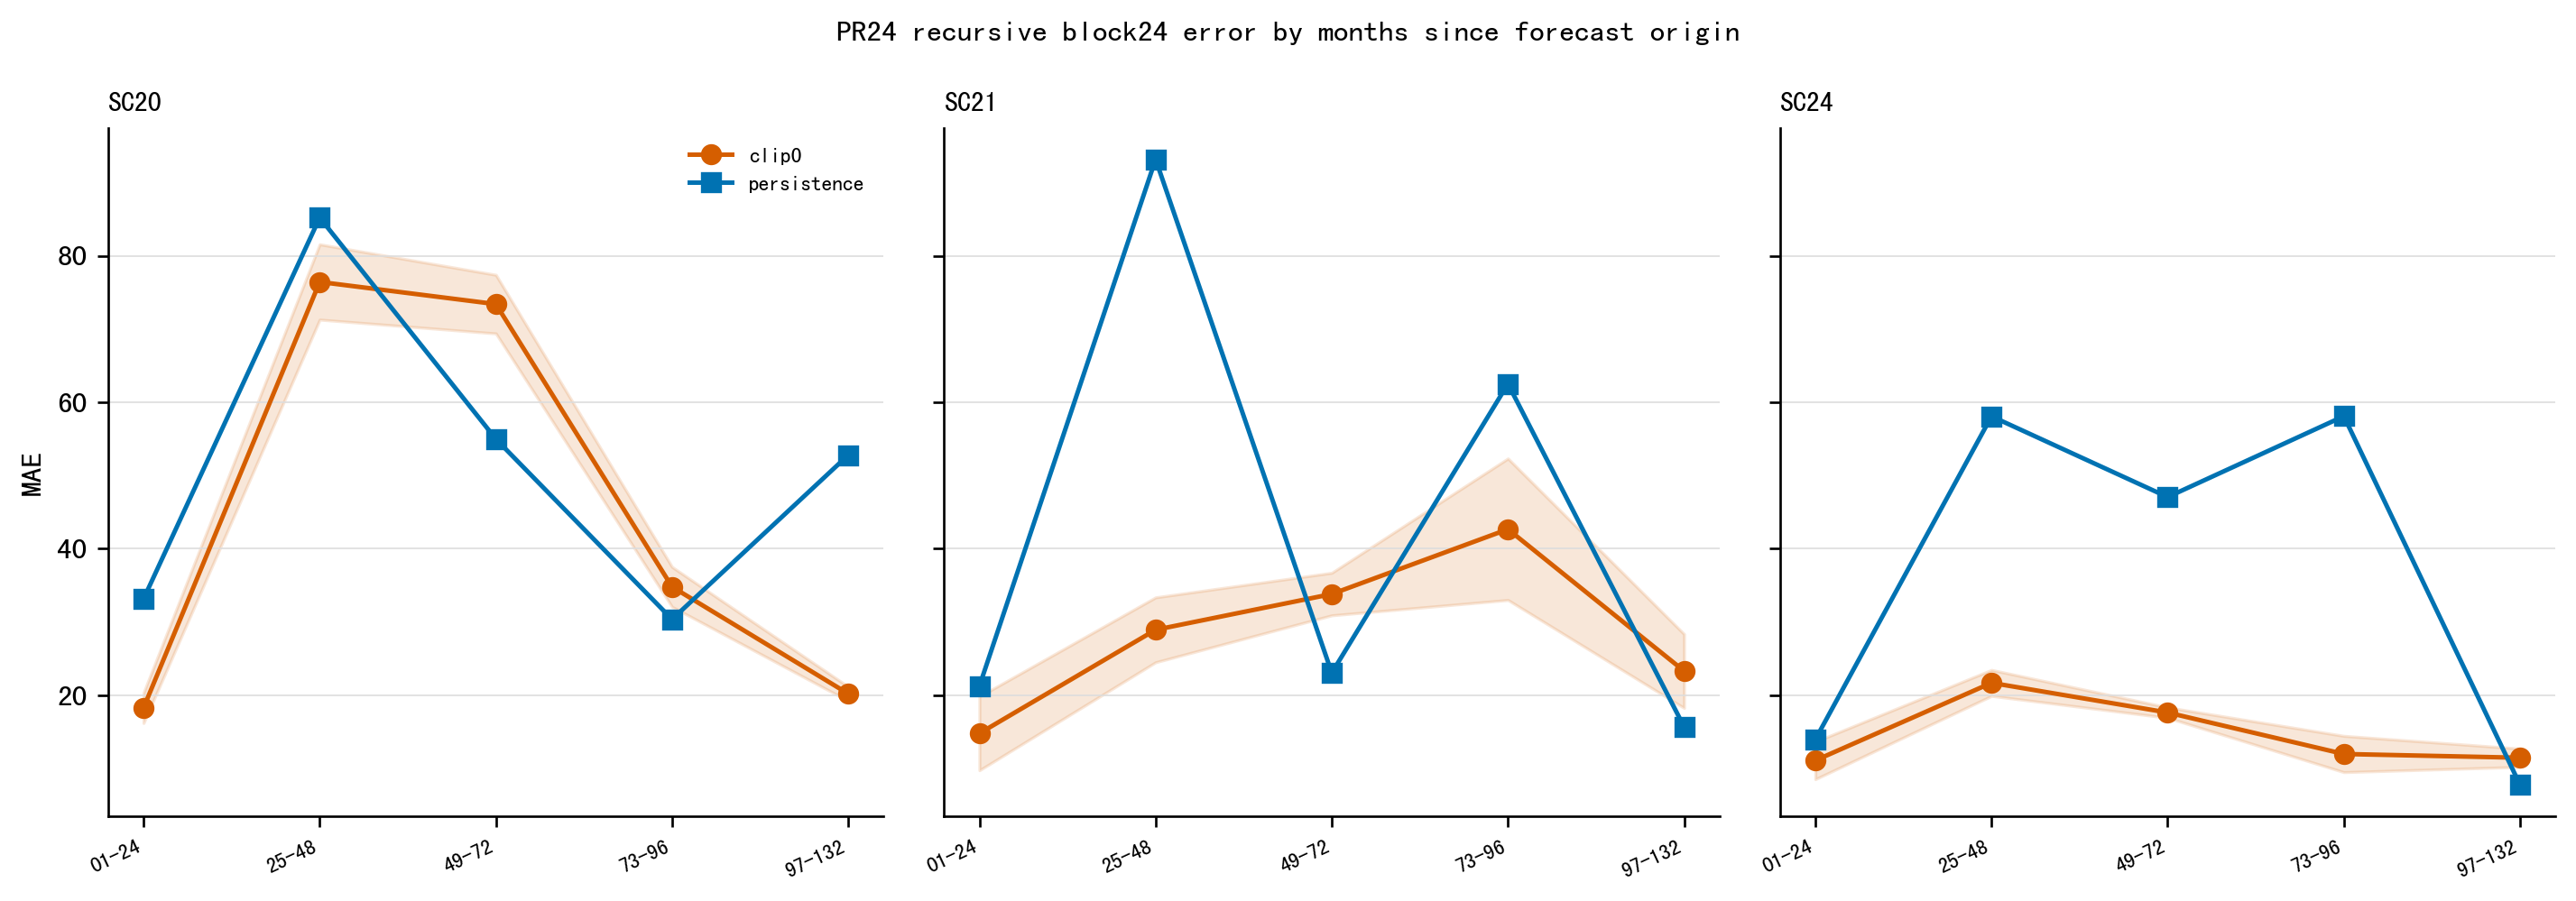 PR24 recursive block24 error by months since forecast origin
SC20
clip0
persistence
MAE
80
60
40
20
01-24
25-48
49-72
73-96
97-132
SC21
01-24
25-48
49-72
73-96
97-132
SC24
01-24
25-48
49-72
73-96
97-132